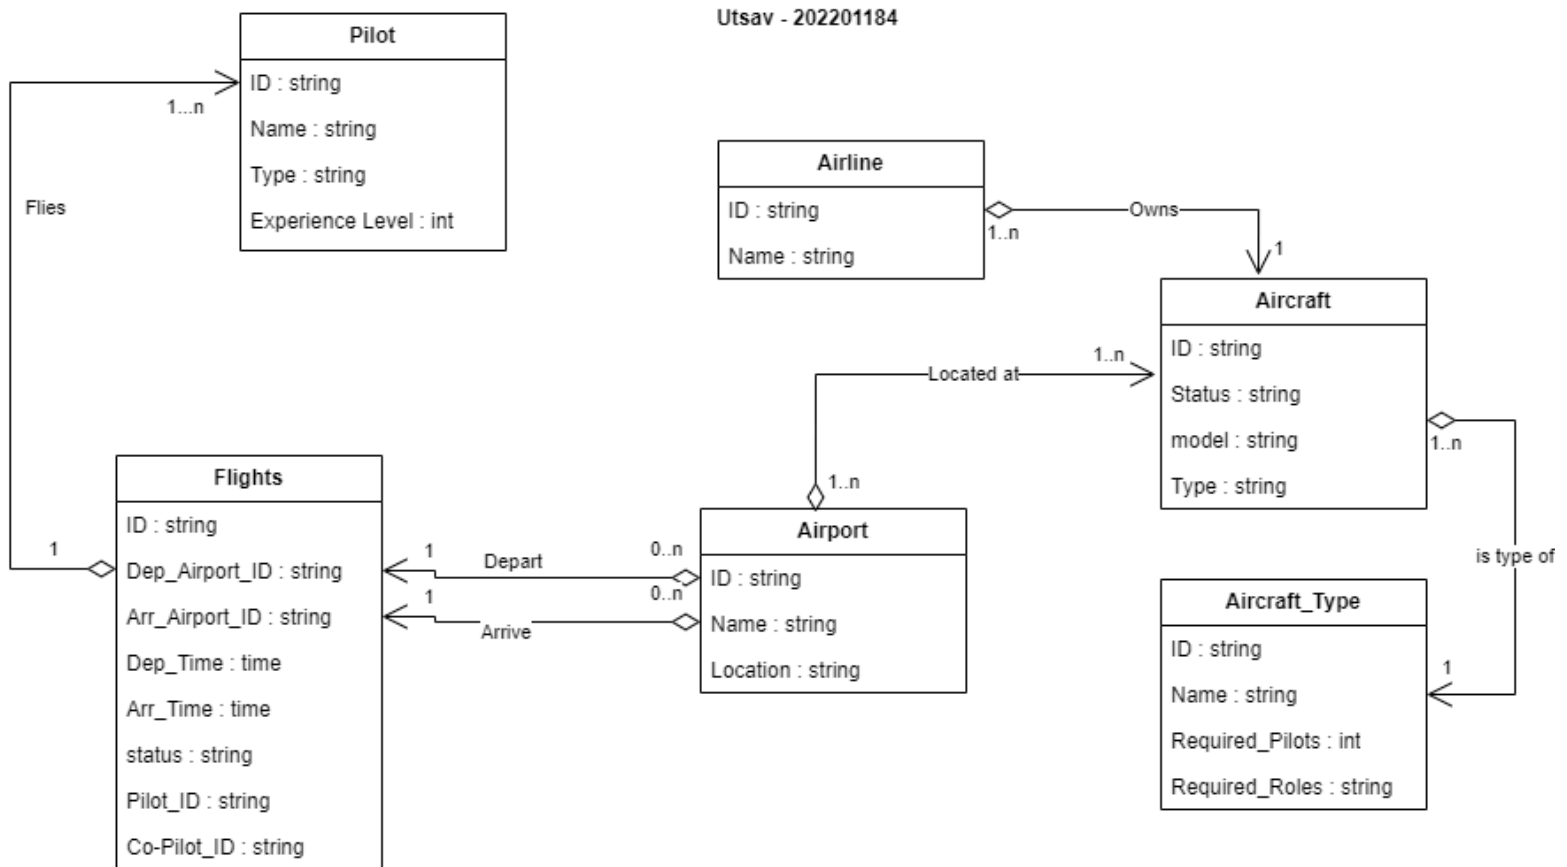 Utsav - 202201184
Pilot
ID : string
Name : string
Type : string
Experience Level : int
1...n
Flies
1
Airline
ID : string
Name : string
1..n
Owns
1
Aircraft
ID : string
Status : string
model : string
Type : string
1..n
Located at
1..n
1..n
is type of
1
Flights
ID : string
Dep_Airport_ID : string
Arr_Airport_ID : string
Dep_Time : time
Arr_Time : time
status : string
Pilot_ID : string
Co-Pilot_ID : string
1
Depart
0..n
1
Arrive
0..n
Airport
ID : string
Name : string
Location : string
Aircraft_Type
ID : string
Name : string
Required_Pilots : int
Required_Roles : string